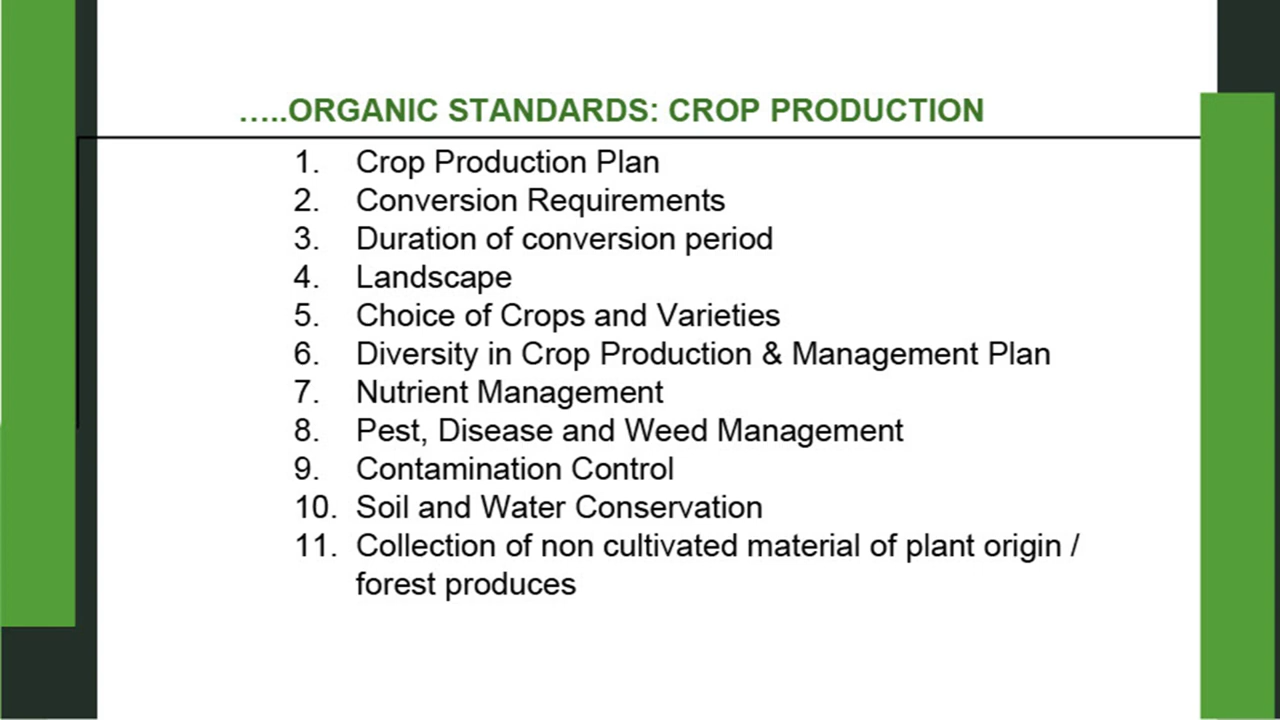 …..ORGANIC STANDARDS: CROP PRODUCTION
1. Crop Production Plan
2. Conversion Requirements
3. Duration of conversion period
4. Landscape
5. Choice of Crops and Varieties
6. Diversity in Crop Production & Management Plan
7. Nutrient Management
8. Pest, Disease and Weed Management
9. Contamination Control
10. Soil and Water Conservation
11. Collection of non cultivated material of plant origin /
forest produces